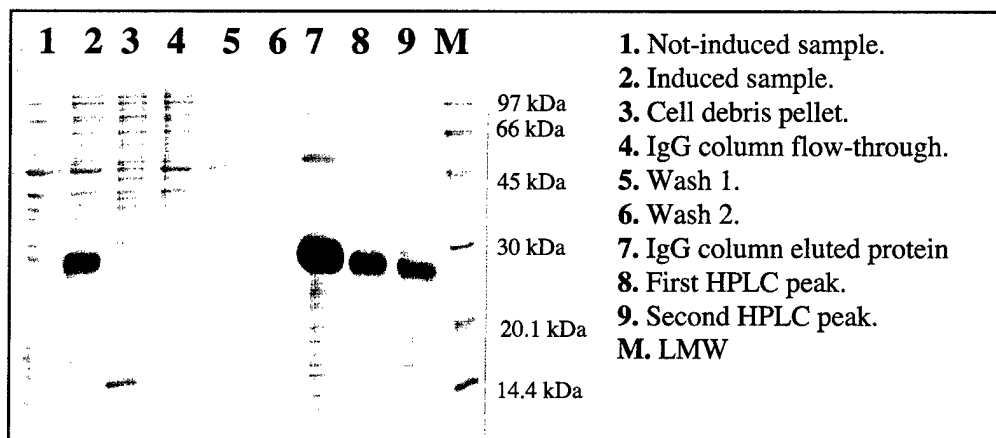 1 2 3 4 5 6 7 8 9 M
97 kDa
66 kDa
45 kDa
30 kDa
20.1 kDa
14.4 kDa
1. Not-induced sample.
2. Induced sample.
3. Cell debris pellet.
4. IgG column flow-through.
5. Wash 1.
6. Wash 2.
7. IgG column eluted protein
8. First HPLC peak.
9. Second HPLC peak.
M. LMW